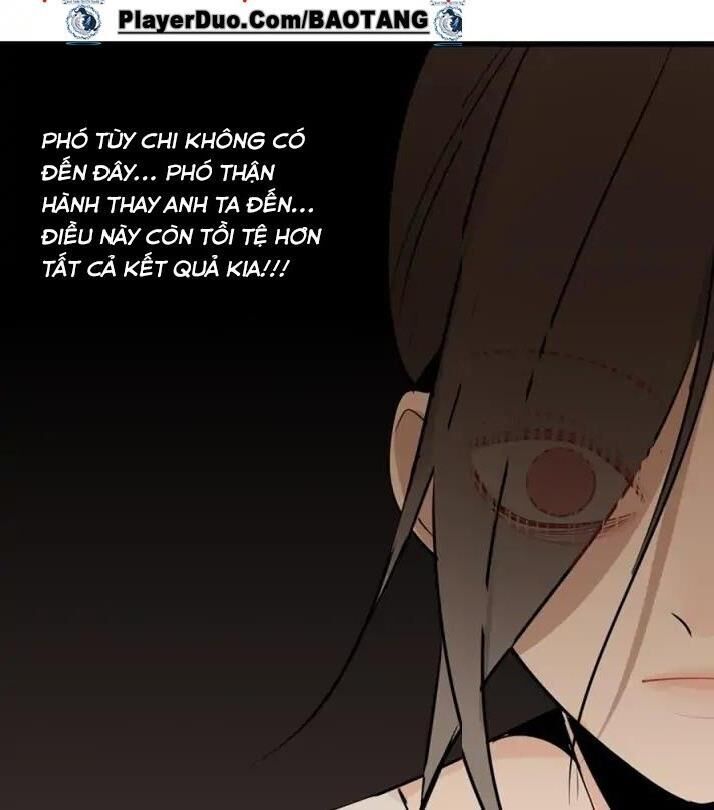 PlayerDuo.Com/BAOTANG
PHÓ TÙY CHI KHÔNG CÓ
ĐẾN ĐÂY... PHÓ THẬN
HÀNH THAY ANH TA ĐẾN...
ĐIỀU NÀY CÒN TỒI TỆ HƠN
TẤT CẢ KẾT QUẢ KIA!!!